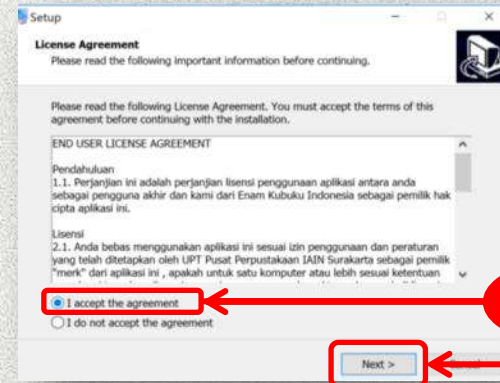 Setup
License Agreement
Please read the following important information before continuing.
Please read the following License Agreement. You must accept the terms of this
agreement before continuing with the installation.
END USER LICENSE AGREEMENT
Pendahuluan
1.1. Perjanjian ini adalah perjanjian lisensi penggunaan aplikasi antara anda
sebagai pengguna akhir dan kami dari Enam Kubuku Indonesia sebagai pemilik hak
cipta aplikasi ini.
Lisensi
2.1. Anda bebas menggunakan aplikasi ini sesuai izin penggunaan dan peraturan
yang telah ditetapkan oleh UPT Pusat Perpustakaan IAIN Surakarta sebagai pemilik
"merk" dari aplikasi ini , apakah untuk satu komputer atau lebih sesuai ketentuan
I accept the agreement
I do not accept the agreement
Next >